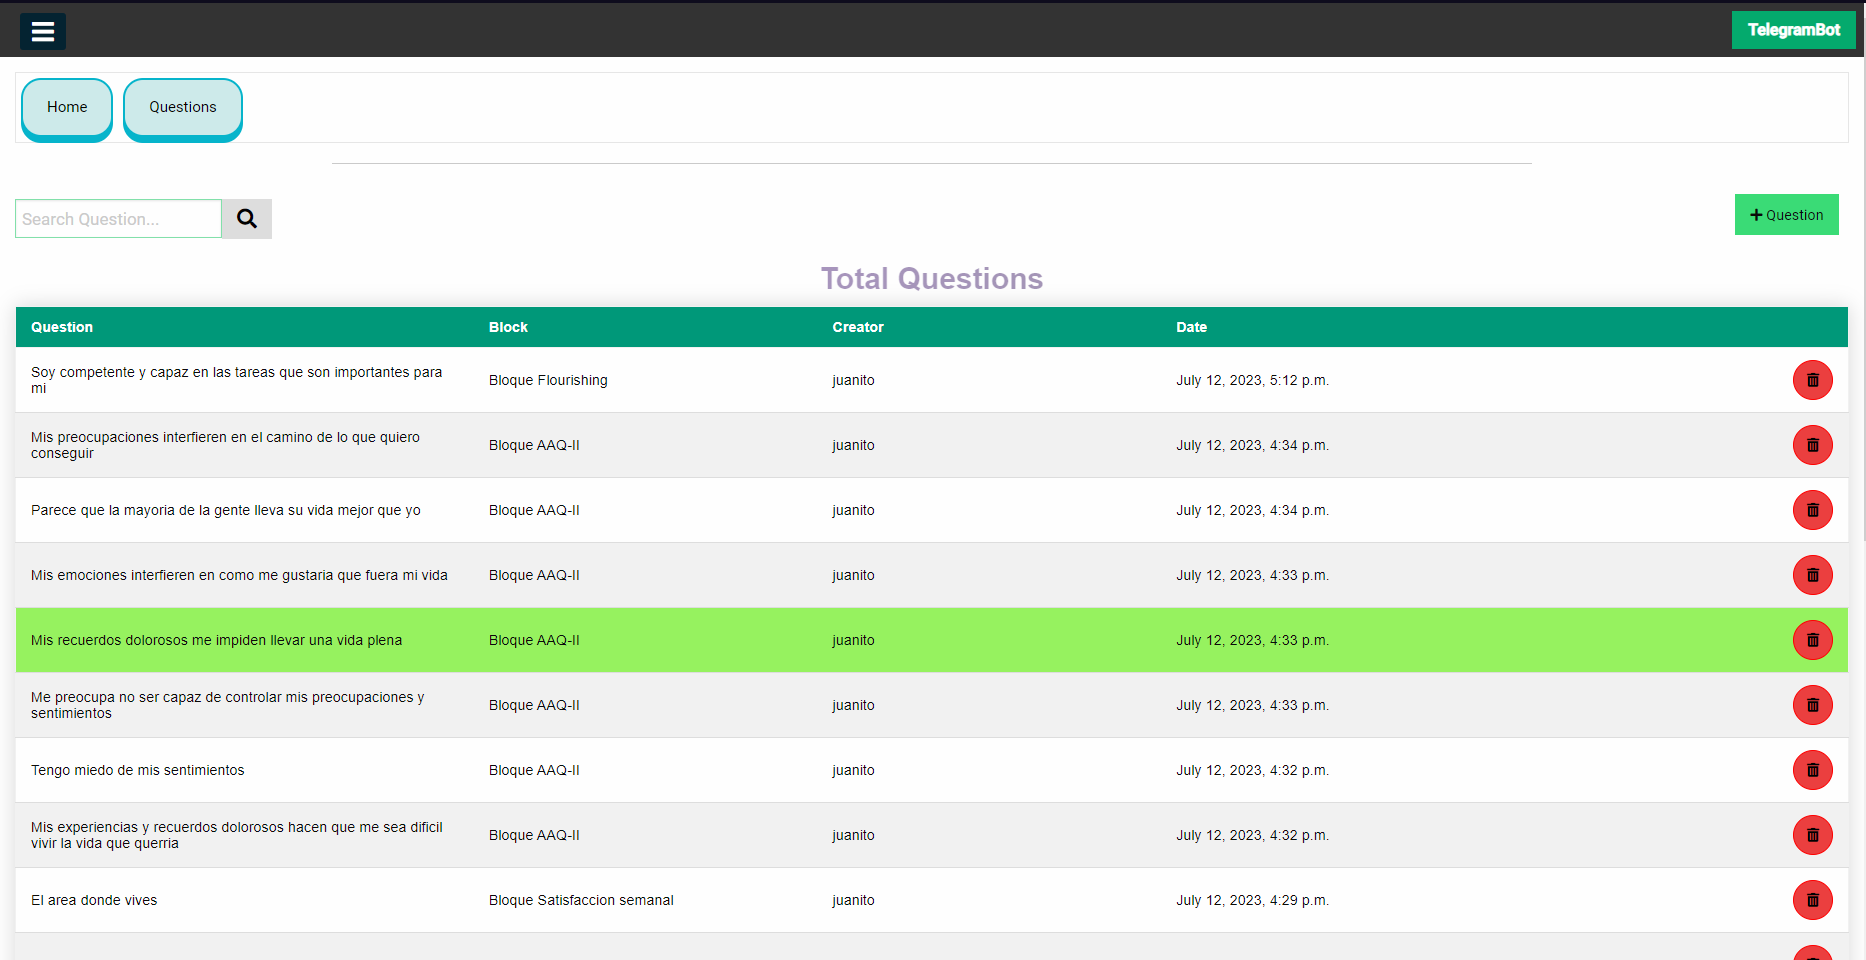 TelegramBot
Home Questions
Search Question...
Question
Total Questions
Question Block Creator Date
Soy competente y capaz en las tareas que son importantes para
mi
Bloque Flourishing juanito July 12, 2023, 5:12 p.m.
Mis preocupaciones interfieren en el camino de lo que quiero
conseguir
Bloque AAQ-II juanito July 12, 2023, 4:34 p.m.
Parece que la mayoria de la gente lleva su vida mejor que yo Bloque AAQ-II juanito July 12, 2023, 4:34 p.m.
Mis emociones interfieren en como me gustaria que fuera mi vida Bloque AAQ-II juanito July 12, 2023, 4:33 p.m.
Mis recuerdos dolorosos me impiden llevar una vida plena Bloque AAQ-II juanito July 12, 2023, 4:33 p.m.
Me preocupa no ser capaz de controlar mis preocupaciones y
sentimientos
Bloque AAQ-II juanito July 12, 2023, 4:33 p.m.
Tengo miedo de mis sentimientos Bloque AAQ-II juanito July 12, 2023, 4:32 p.m.
Mis experiencias y recuerdos dolorosos hacen que me sea dificil
vivir la vida que querria
Bloque AAQ-II juanito July 12, 2023, 4:32 p.m.
El area donde vives Bloque Satisfaccion semanal juanito July 12, 2023, 4:29 p.m.